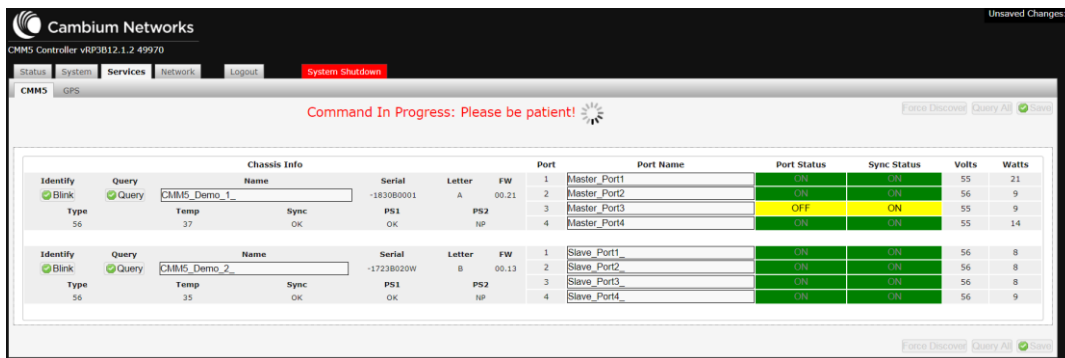 Unsaved Changes:
Cambium Networks
CMM5 Controller vRP3B12.1.2 49970
Status System Services Network Logout System Shutdown
CMM5 GPS
Command In Progress: Please be patient! Force Discover Query All Save
Chassis Info Port Port Name Port Status Sync Status Volts Watts
Identify Query Name Serial Letter FW 1 Master_Port1 ON ON 55 21
Blink Query CMM5_Demo_1_ -1830B0001 A 00.21 2 Master_Port2 ON ON 56 9
Type Temp Sync PS1 PS2 3 Master_Port3 OFF ON 55 9
56 37 OK OK NP 4 Master_Port4 ON ON 55 14
Identify Query Name Serial Letter FW 1 Slave_Port1_ ON ON 56 8
Blink Query CMM5_Demo_2_ -1723B020W B 00.13 2 Slave_Port2_ ON ON 56 8
Type Temp Sync PS1 PS2 3 Slave_Port3_ ON ON 56 8
56 35 OK OK NP 4 Slave_Port4_ ON ON 56 9
Force Discover Query All Save